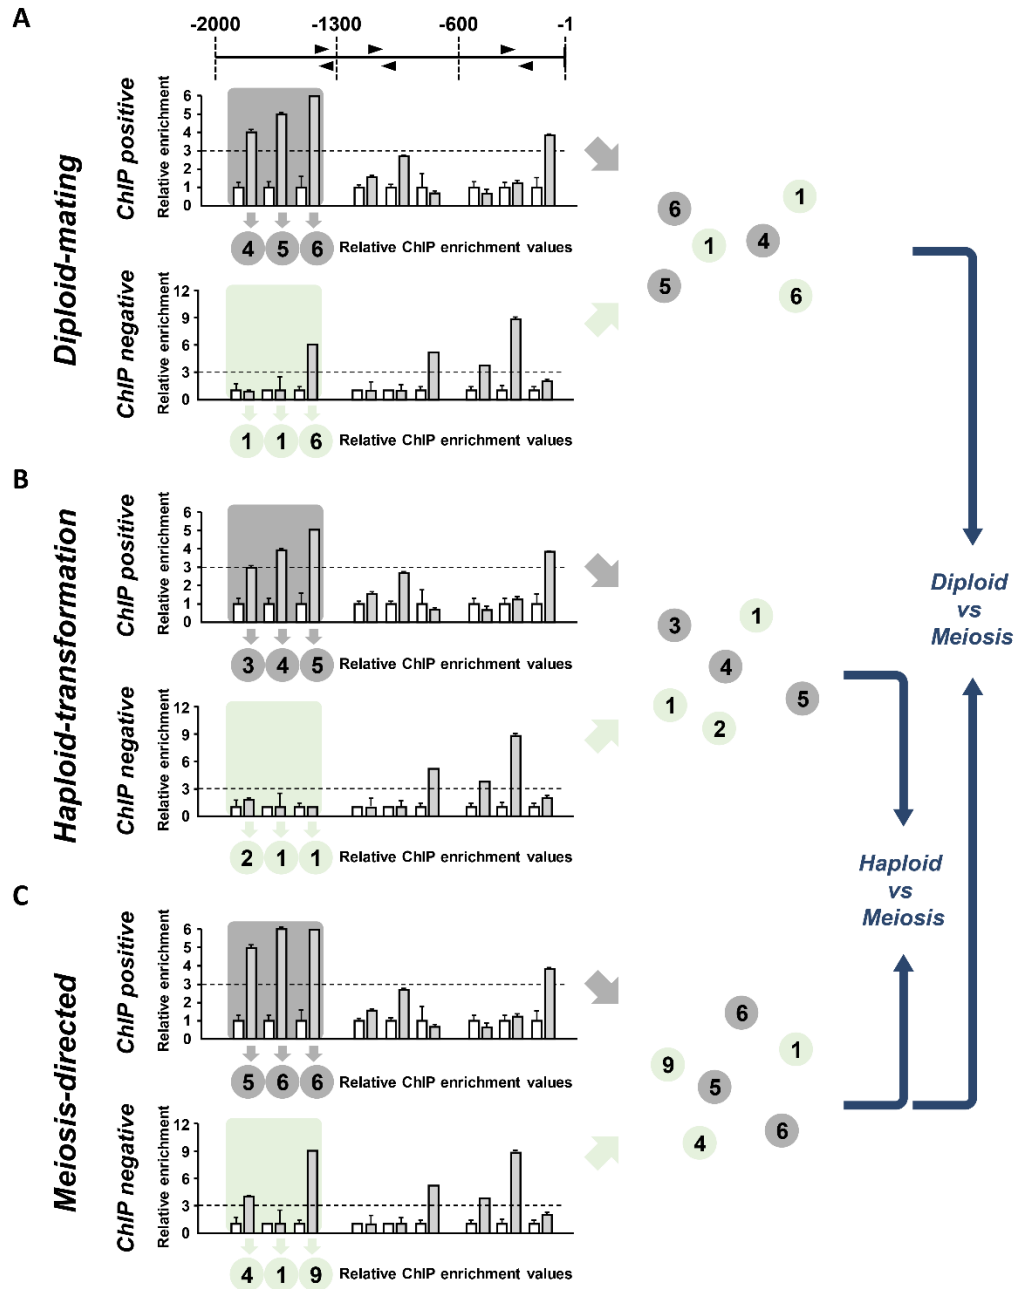 A
-2000
-1300
-600
-1
Diploid-mating
ChIP positive
Relative enrichment
6
5
4
3
2
1
0
4 5 6 Relative ChIP enrichment values
ChIP negative
Relative enrichment
12
9
6
3
0
1 1 6 Relative ChIP enrichment values
6
1
1
4
5
6
B
Haploid-transformation
ChIP positive
Relative enrichment
6
5
4
3
2
1
0
3 4 5 Relative ChIP enrichment values
ChIP negative
Relative enrichment
12
9
6
3
0
2 1 1 Relative ChIP enrichment values
3
1
4
5
1
2
Diploid
vs
Meiosis
Haploid
vs
Meiosis
C
Meiosis-directed
ChIP positive
Relative enrichment
6
5
4
3
2
1
0
5 6 6 Relative ChIP enrichment values
ChIP negative
Relative enrichment
12
9
6
3
0
4 1 9 Relative ChIP enrichment values
6
1
9
5
6
4